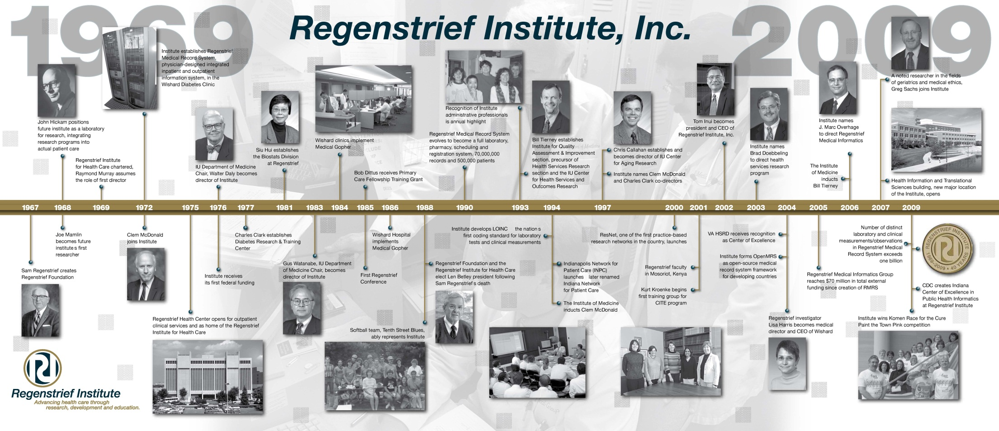 1969
Regenstrief Institute, Inc.
2009
Institute establishes Regenstrief
Medical Record System,
physician-designed integrated
inpatient and outpatient
information system, in the
Wishard Diabetes Clinic
John Hickam positions
future institute as a laboratory
for research, integrating
research programs into
actual patient care
Regenstrief Institute
for Health Care chartered,
Raymond Murray assumes
the role of first director
IU Department of Medicine
Chair, Walter Daly becomes
director of Institute
Siu Hui establishes
the Biostats Division
at Regenstrief
Wishard clinics implement
Medical Gopher
Bob Dittus receives Primary
Care Fellowship Training Grant
Recognition of Institute
administrative professionals
is annual highlight
Regenstrief Medical Record System
evolves to become a full laboratory,
pharmacy, scheduling and
registration system. 70,000,000
records and 500,000 patients
Bill Tierney establishes
Institute for Quality
Assessment & Improvement
section, precursor of
Health Services Research
section and the IU Center
for Health Services and
Outcomes Research
Chris Callahan establishes and
becomes director of IU Center
for Aging Research
Institute names Clem McDonald
and Charles Clark co-directors
Tom Inui becomes
president and CEO of
Regenstrief Institute, Inc.
Institute names
Brad Doebbeling
to direct health
services research
program
Institute names
J. Marc Overhage
to direct Regenstrief
Medical Informatics
The Institute
of Medicine
inducts
Bill Tierney
A noted researcher in the fields
of geriatrics and medical ethics,
Greg Sachs joins Institute
Health Information and Translational
Sciences building, new major location
of the Institute, opens
1967 1968 1969 1972 1975 1976 1977 1981 1983 1984 1985 1986 1988 1990 1993 1994 1997 2000 2001 2002 2003 2004 2005 2006 2007 2009
Sam Regenstrief creates
Regenstrief Foundation
Joe Mamlin
becomes future
institute s first
researcher
Clem McDonald
joins Institute
Regenstrief Health Center opens for outpatient
clinical services and as home of the Regenstrief
Institute for Health Care
Institute receives
its first federal funding
Charles Clark establishes
Diabetes Research & Training
Center
Gus Watanabe, IU Department
of Medicine Chair, becomes
director of Institute
First Regenstrief
Conference
Wishard Hospital
implements
Medical Gopher
Softball team, Tenth Street Blues,
ably represents Institute
Regenstrief Foundation and the
Regenstrief Institute for Health Care
elect Len Betley president following
Sam Regenstrief s death
Institute develops LOINC the nation s
first coding standard for laboratory
tests and clinical measurements
Indianapolis Network for
Patient Care (INPC)
launches later renamed
Indiana Network
for Patient Care
The Institute of Medicine
inducts Clem McDonald
ResNet, one of the first practice-based
research networks in the country, launches
Regenstrief faculty
in Mosoriot, Kenya
Kurt Kroenke begins
first training group for
CITE program
VA HSRD receives recognition
as Center of Excellence
Institute forms OpenMRS
as open-source medical
record system framework
for developing countries
Regenstrief investigator
Lisa Harris becomes medical
director and CEO of Wishard
Regenstrief Medical Informatics Group
reaches $70 million in total external
funding since creation of RMRS
Number of distinct
laboratory and clinical
measurements/observations
in Regenstrief Medical
Record System exceeds
one billion
REGENSTRIEF INSTITUTE
1969-2009 • 40 YEARS
CDC creates Indiana
Center of Excellence in
Public Health Informatics
at Regenstrief Institute
Institute wins Komen Race for the Cure
Paint the Town Pink competition
Regenstrief Institute
Advancing health care through
research, development and education.